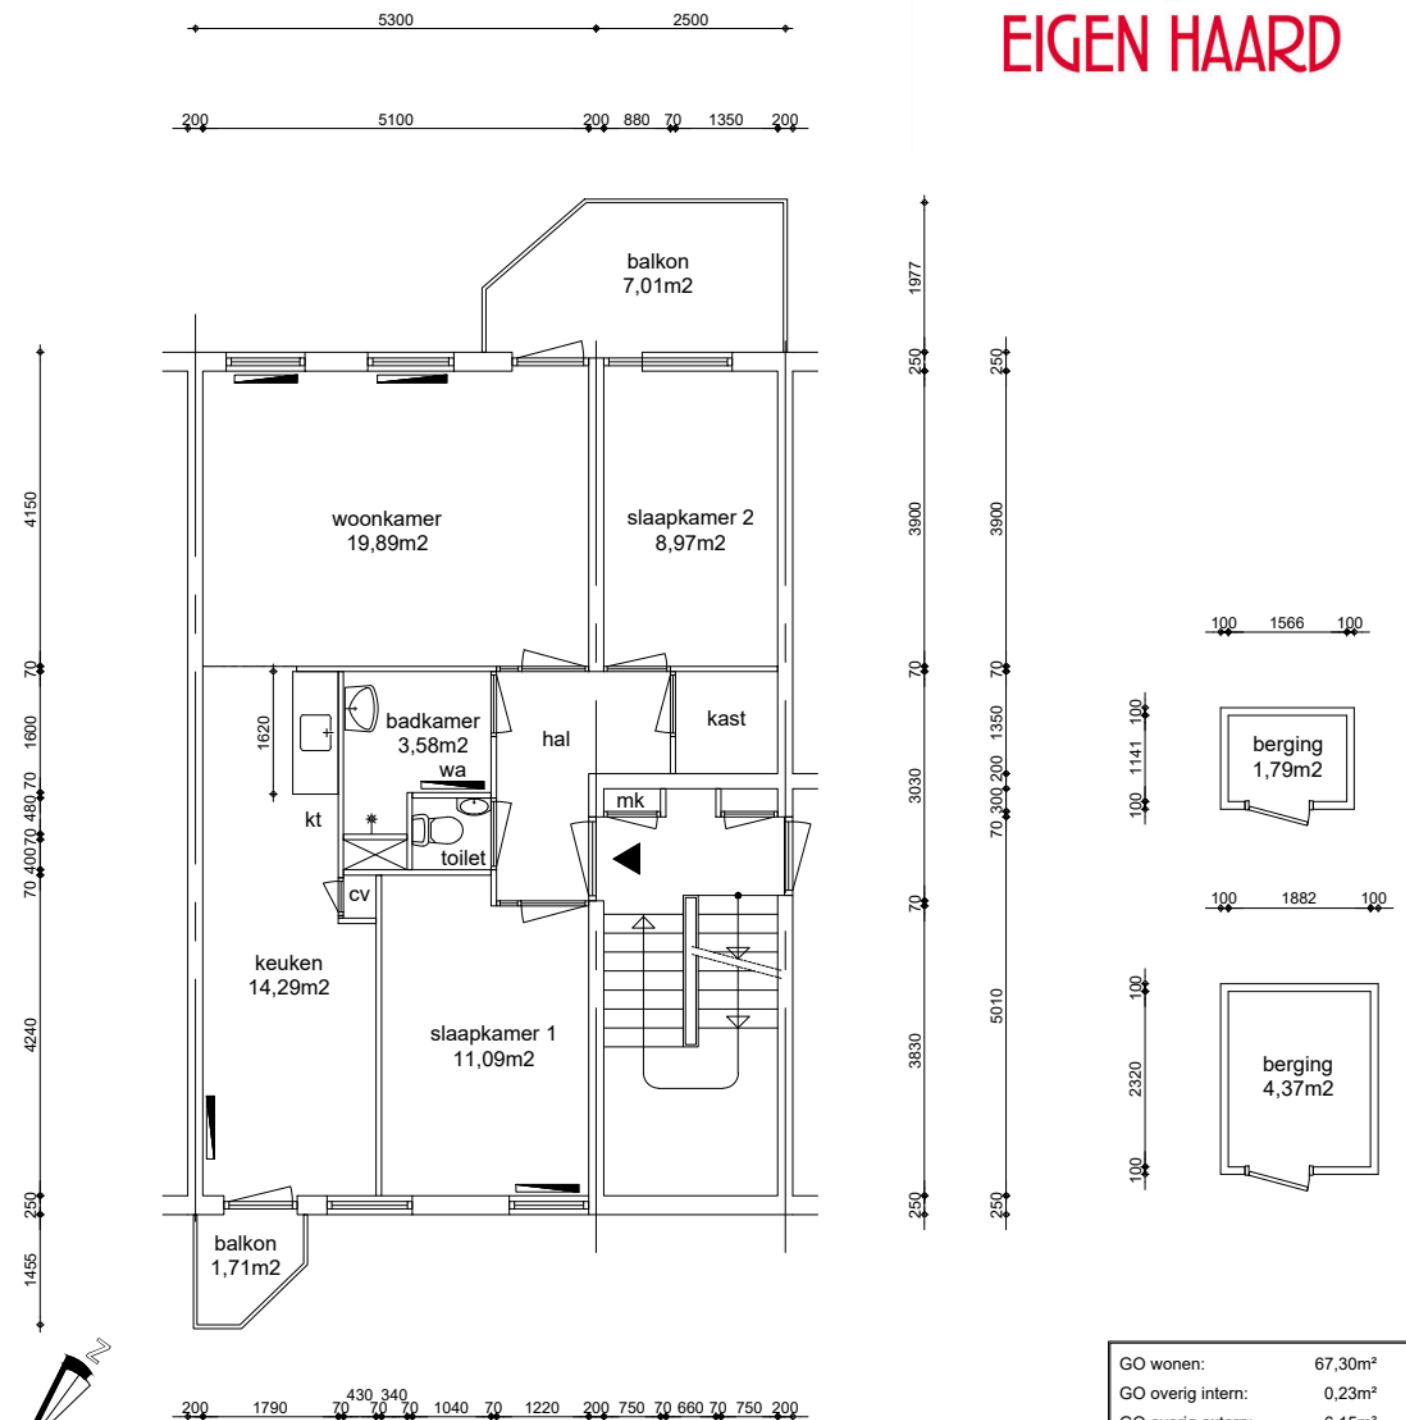 5300 2500
EIGEN HAARD
200 5100 200 880 70 1350 200
balkon
7,01m2
1977
250 250
4150
3900 3900
woonkamer
19,89m2
slaapkamer 2
8,97m2
100 1566 100
70 70 70
1600
1620
1350
badkamer
3,58m2
wa
hal
kast
100
1141
100
berging
1,79m2
3030
200
70
480
mk
300
kt
70
70
400
toilet
70
cv
70
100 1882 100
keuken
14,29m2
100
5010
4240
slaapkamer 1
11,09m2
3830
2320
berging
4,37m2
100
250 250 250
balkon
1,71m2
1455
N
GO wonen: 67,30m²
GO overig intern: 0,23m²
430 340
200 1790 70 70 70 1040 70 1220 200 750 70 660 70 750 200